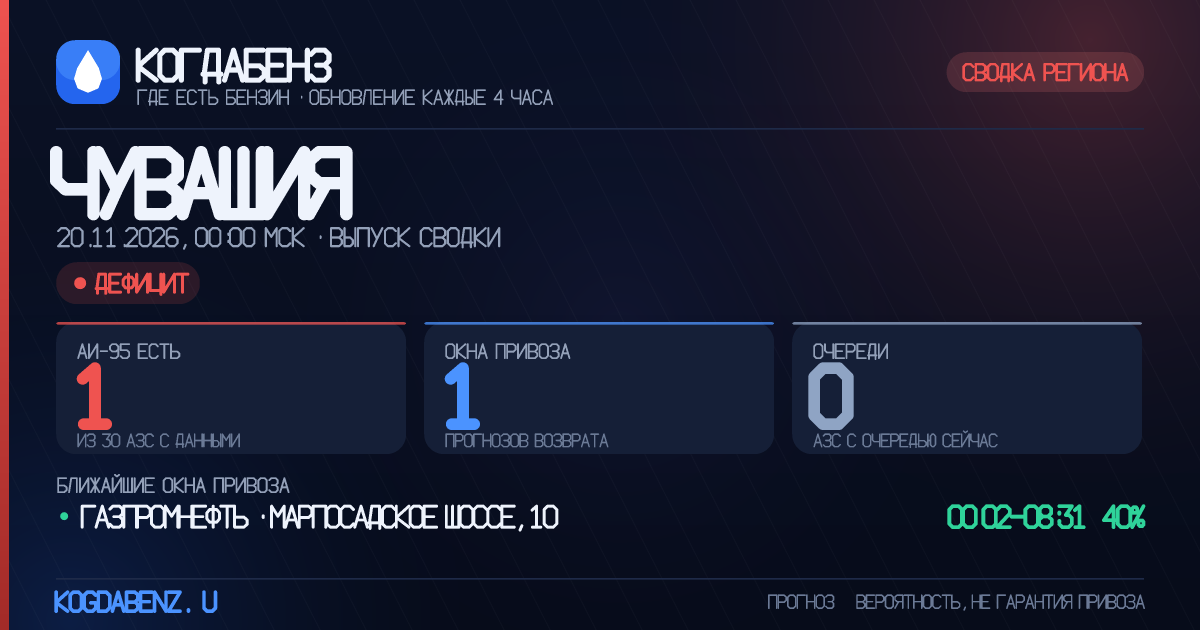 КОГДАБЕНЗ
ГДЕ ЕСТЬ БЕНЗИН · ОБНОВЛЕНИЕ КАЖДЫЕ 4 ЧАСА
СВОДКА РЕГИОНА
ЧУВАШИЯ
20.11.2026, 00:00 МСК · ВЫПУСК СВОДКИ
ДЕФИЦИТ
АИ-95 ЕСТЬ
1
ИЗ 30 АЗС С ДАННЫМИ
ОКНА ПРИВОЗА
1
ПРОГНОЗОВ ВОЗВРАТА
ОЧЕРЕДИ
0
АЗС С ОЧЕРЕДЬЮ СЕЙЧАС
БЛИЖАЙШИЕ ОКНА ПРИВОЗА
• ГАЗПРОМНЕФТЬ · МАРПОСАДСКОЕ ШОССЕ, 10
00:02–08:31 40%
KOGDABENZ. U
ПРОГНОЗ ВЕРОЯТНОСТЬ, НЕ ГАРАНТИЯ ПРИВОЗА